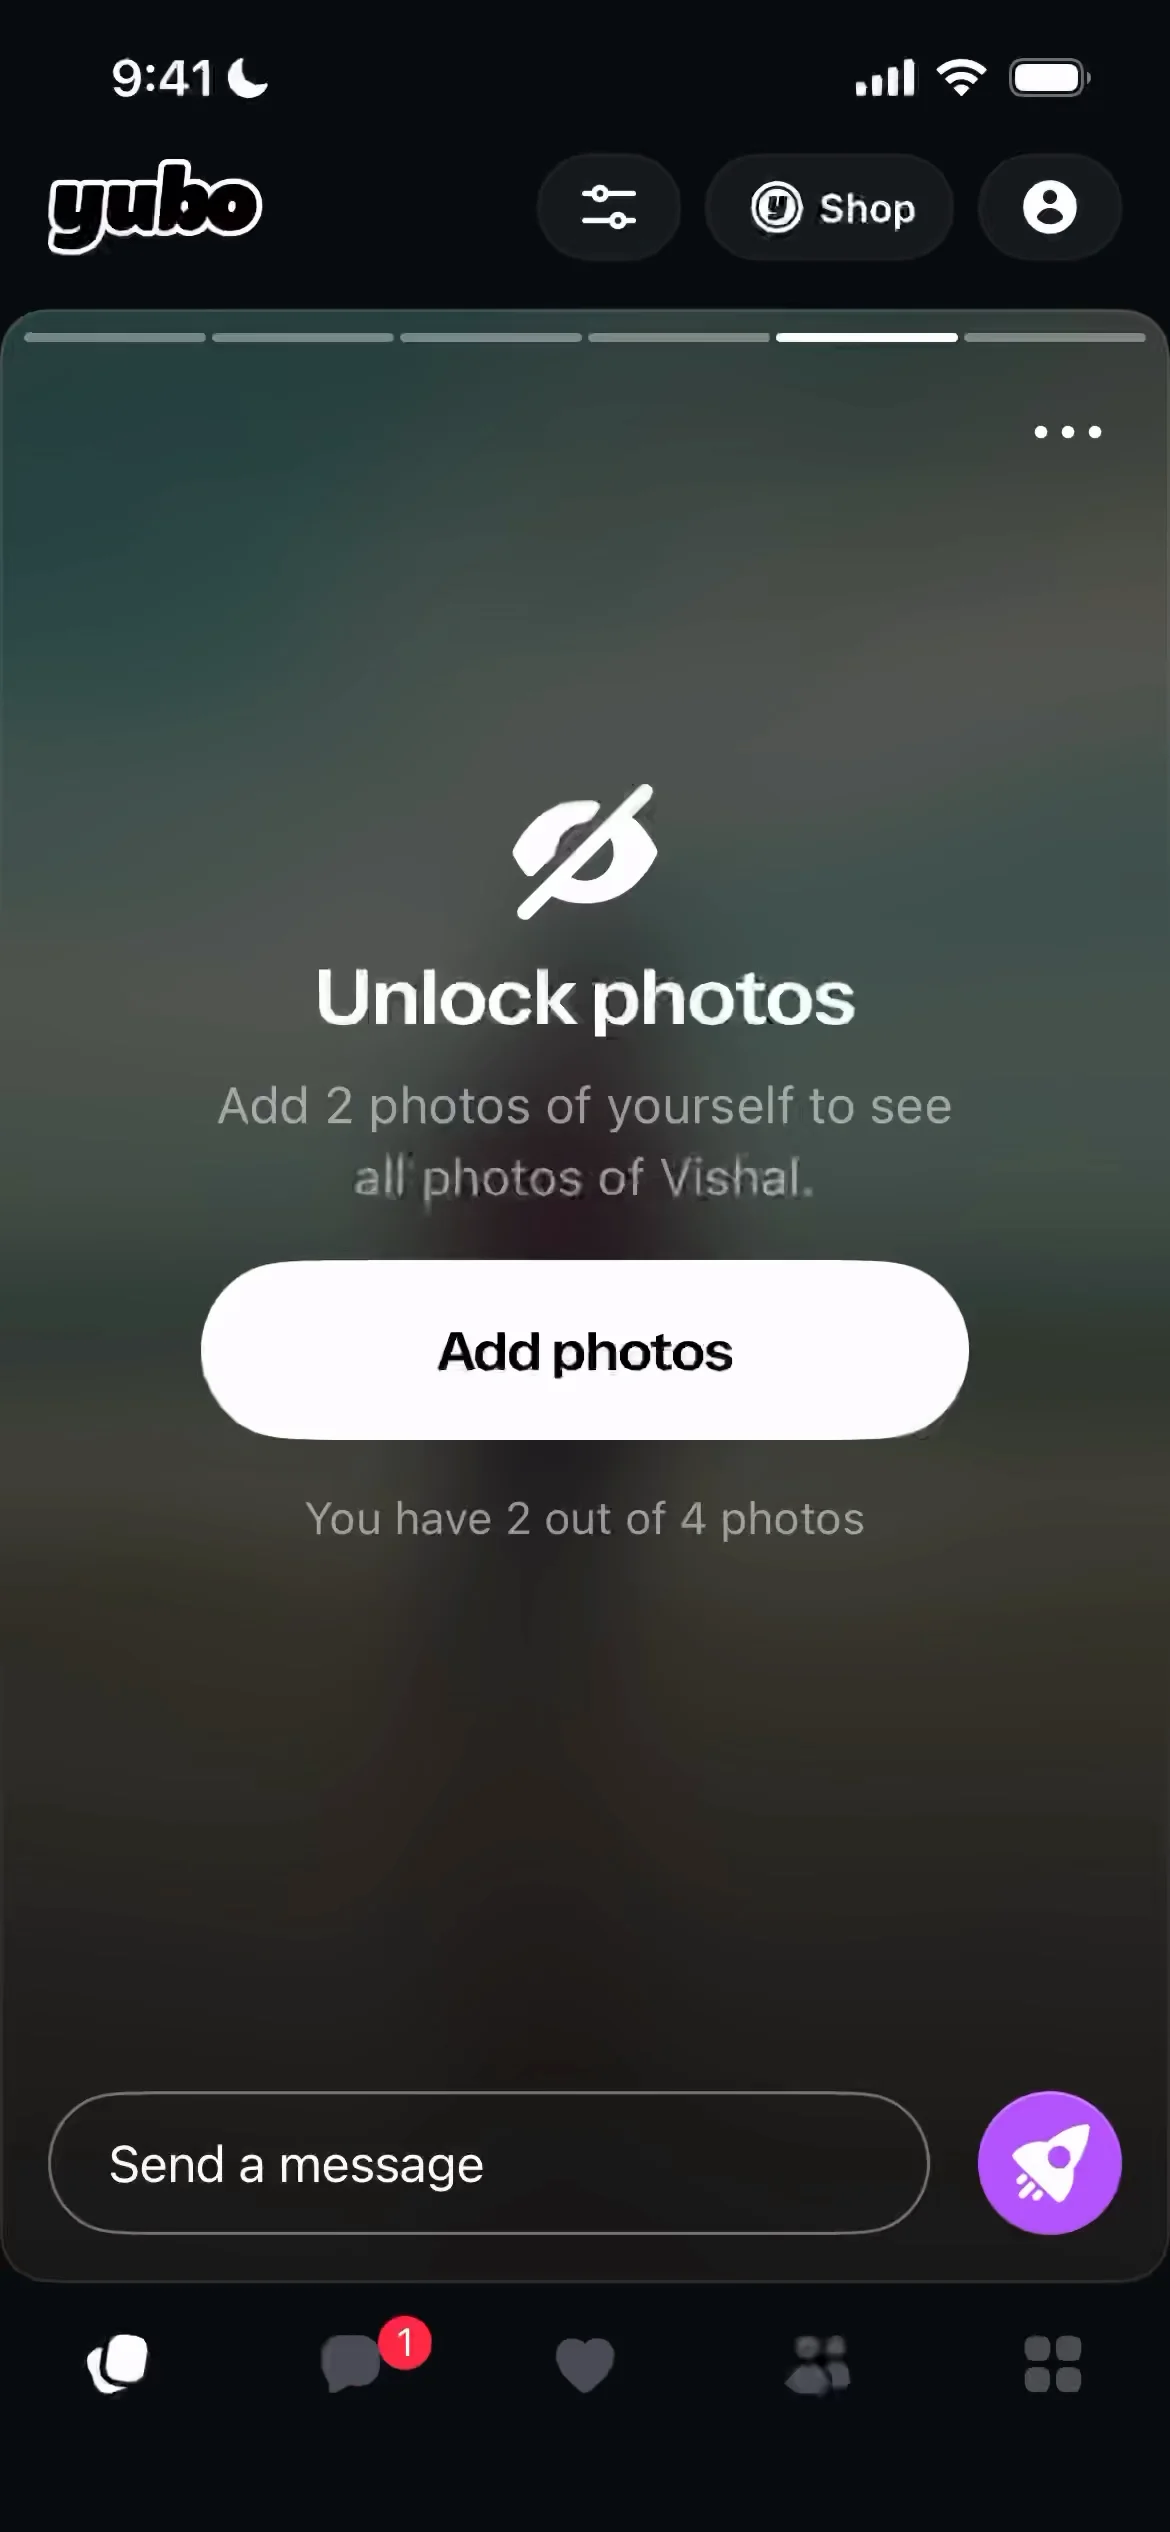 9:41
yubo
Shop
Unlock photos
Add 2 photos of yourself to see
all photos of Vishal.
Add photos
You have 2 out of 4 photos
Send a message
1